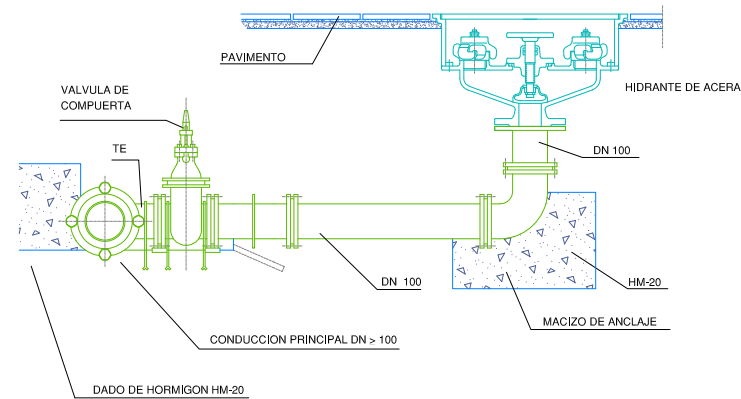 PAVIMENTO
HIDRANTE DE ACERA
VALVULA DE
COMPUERTA
TE
DN 100
DN 100
HM-20
MACIZO DE ANCLAJE
CONDUCCION PRINCIPAL DN ≥ 100
DADO DE HORMIGON HM-20